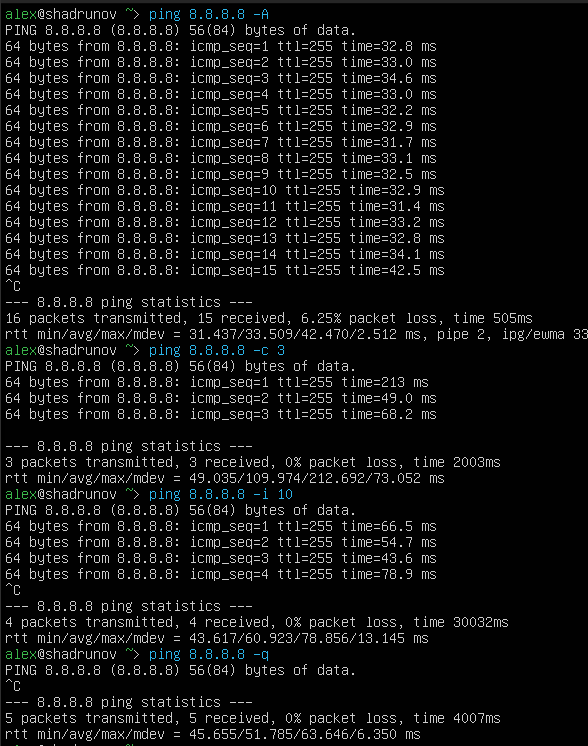 alex@shadrunov ~> ping 8.8.8.8 -A
PING 8.8.8.8 (8.8.8.8) 56(84) bytes of data.
64 bytes from 8.8.8.8: icmp_seq=1 ttl=255 time=32.8 ms
64 bytes from 8.8.8.8: icmp_seq=2 ttl=255 time=33.0 ms
64 bytes from 8.8.8.8: icmp_seq=3 ttl=255 time=34.6 ms
64 bytes from 8.8.8.8: icmp_seq=4 ttl=255 time=33.0 ms
64 bytes from 8.8.8.8: icmp_seq=5 ttl=255 time=32.2 ms
64 bytes from 8.8.8.8: icmp_seq=6 ttl=255 time=32.9 ms
64 bytes from 8.8.8.8: icmp_seq=7 ttl=255 time=31.7 ms
64 bytes from 8.8.8.8: icmp_seq=8 ttl=255 time=33.1 ms
64 bytes from 8.8.8.8: icmp_seq=9 ttl=255 time=32.5 ms
64 bytes from 8.8.8.8: icmp_seq=10 ttl=255 time=32.9 ms
64 bytes from 8.8.8.8: icmp_seq=11 ttl=255 time=31.4 ms
64 bytes from 8.8.8.8: icmp_seq=12 ttl=255 time=33.2 ms
64 bytes from 8.8.8.8: icmp_seq=13 ttl=255 time=32.8 ms
64 bytes from 8.8.8.8: icmp_seq=14 ttl=255 time=34.1 ms
64 bytes from 8.8.8.8: icmp_seq=15 ttl=255 time=42.5 ms
^C
--- 8.8.8.8 ping statistics ---
16 packets transmitted, 15 received, 6.25% packet loss, time 505ms
rtt min/avg/max/mdev = 31.437/33.509/42.470/2.512 ms, pipe 2, ipg/ewma 33
alex@shadrunov ~> ping 8.8.8.8 -c 3
PING 8.8.8.8 (8.8.8.8) 56(84) bytes of data.
64 bytes from 8.8.8.8: icmp_seq=1 ttl=255 time=213 ms
64 bytes from 8.8.8.8: icmp_seq=2 ttl=255 time=49.0 ms
64 bytes from 8.8.8.8: icmp_seq=3 ttl=255 time=68.2 ms
--- 8.8.8.8 ping statistics ---
3 packets transmitted, 3 received, 0% packet loss, time 2003ms
rtt min/avg/max/mdev = 49.035/109.974/212.692/73.052 ms
alex@shadrunov ~> ping 8.8.8.8 -i 10
PING 8.8.8.8 (8.8.8.8) 56(84) bytes of data.
64 bytes from 8.8.8.8: icmp_seq=1 ttl=255 time=66.5 ms
64 bytes from 8.8.8.8: icmp_seq=2 ttl=255 time=54.7 ms
64 bytes from 8.8.8.8: icmp_seq=3 ttl=255 time=43.6 ms
64 bytes from 8.8.8.8: icmp_seq=4 ttl=255 time=78.9 ms
^C
--- 8.8.8.8 ping statistics ---
4 packets transmitted, 4 received, 0% packet loss, time 30032ms
rtt min/avg/max/mdev = 43.617/60.923/78.856/13.145 ms
alex@shadrunov ~> ping 8.8.8.8 -q
PING 8.8.8.8 (8.8.8.8) 56(84) bytes of data.
^C
--- 8.8.8.8 ping statistics ---
5 packets transmitted, 5 received, 0% packet loss, time 4007ms
rtt min/avg/max/mdev = 45.655/51.785/63.646/6.350 ms